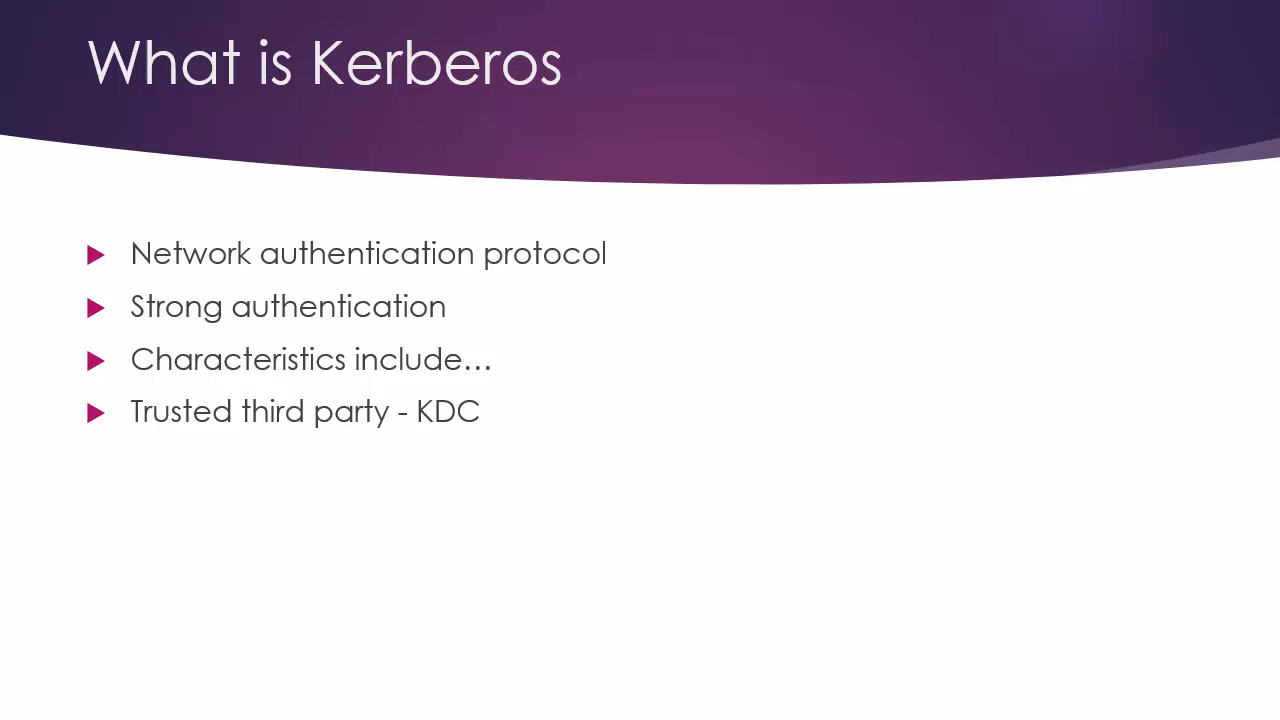 What is Kerberos
Network authentication protocol
Strong authentication
Characteristics include…
Trusted third party - KDC